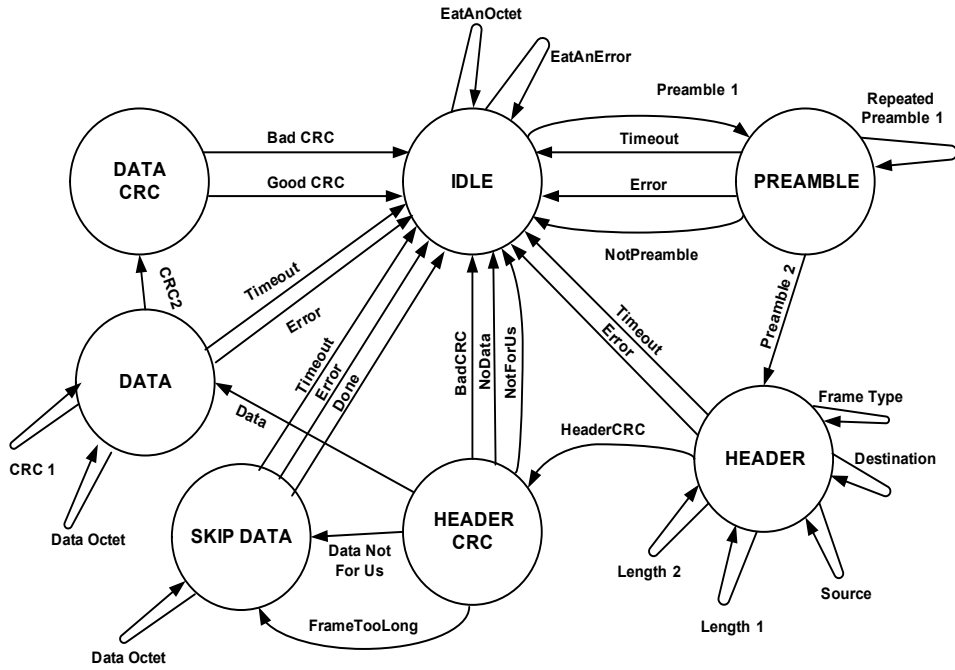 EatAnOctet
EatAnError
Preamble 1
Repeated
Preamble 1
Bad CRC
Timeout
DATA
CRC
IDLE
PREAMBLE
Good CRC
Error
NotPreamble
CRC2
Timeout
Error
Preamble 2
Timeout
Error
DATA
Timeout
Error
Done
BadCRC
NoData
NotForUs
Frame Type
Data
HeaderCRC
HEADER
Destination
CRC 1
SKIP DATA
HEADER
CRC
Data Octet
Data Not
For Us
Length 2
Source
FrameTooLong
Length 1
Data Octet